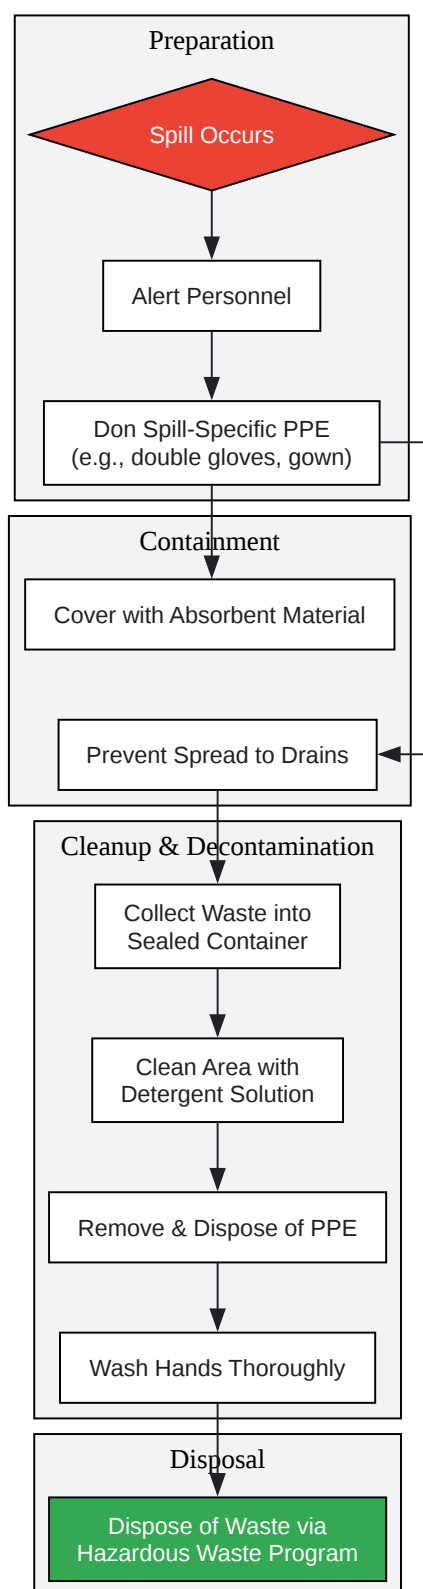 Preparation
Spill Occurs
Alert Personnel
Don Spill-Specific PPE
(e.g., double gloves, gown)
Containment
Cover with Absorbent Material
Prevent Spread to Drains
Cleanup & Decontamination
Collect Waste into
Sealed Container
Clean Area with
Detergent Solution
Remove & Dispose of PPE
Wash Hands Thoroughly
Disposal
Dispose of Waste via
Hazardous Waste Program